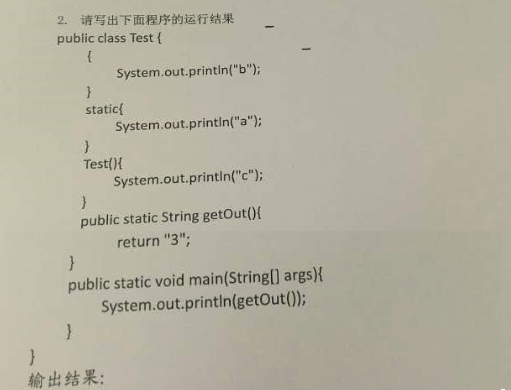 2. 请写出下面程序的运行结果
public class Test {
{
System.out.println("b");
}
static{
System.out.println("a");
}
Test(){
System.out.println("c");
}
public static String getOut(){
return "3";
}
public static void main(String[] args){
System.out.println(getOut());
}
}
输出结果: